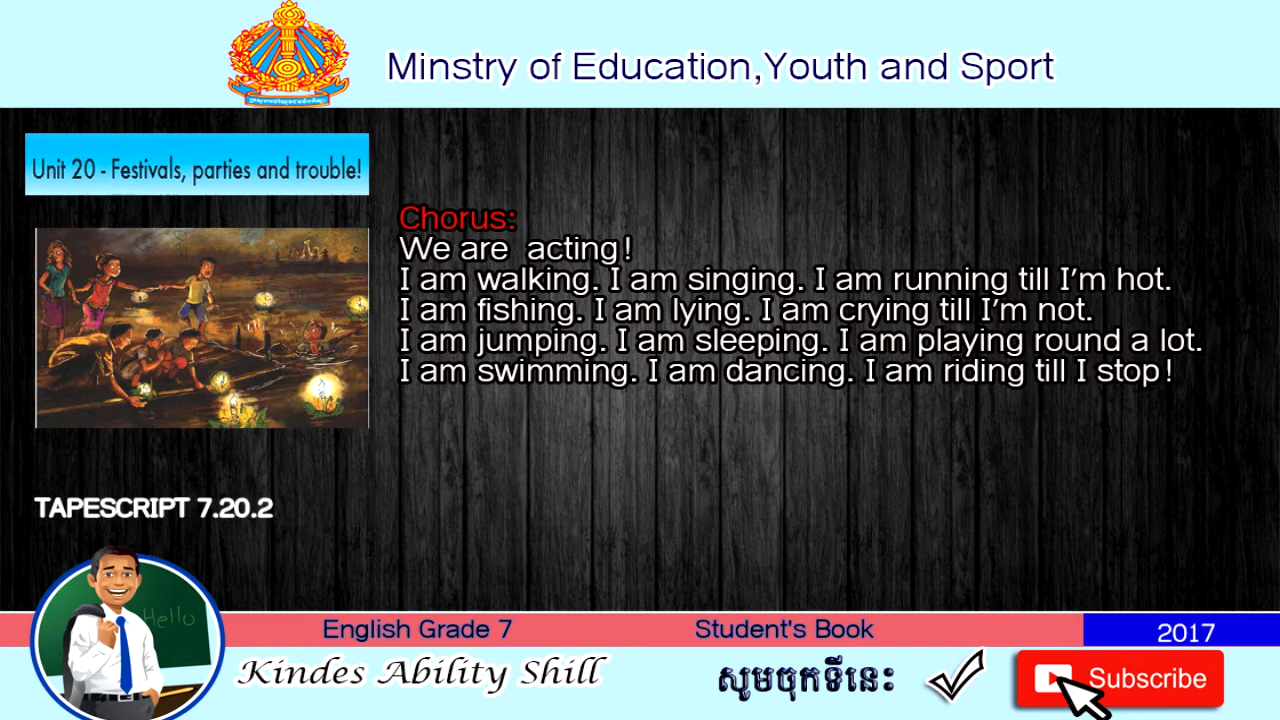 Minstry of Education,Youth and Sport
Unit 20 - Festivals, parties and trouble!
Chorus:
We are acting!
I am walking. I am singing. I am running till I'm hot.
I am fishing. I am lying. I am crying till I'm not.
I am jumping. I am sleeping. I am playing round a lot.
I am swimming. I am dancing. I am riding till I stop!
TAPESCRIPT 7.20.2
Hello
English Grade 7 Student's Book 2017
Kindes Ability Shill សូមចុកទីនេះ Subscribe